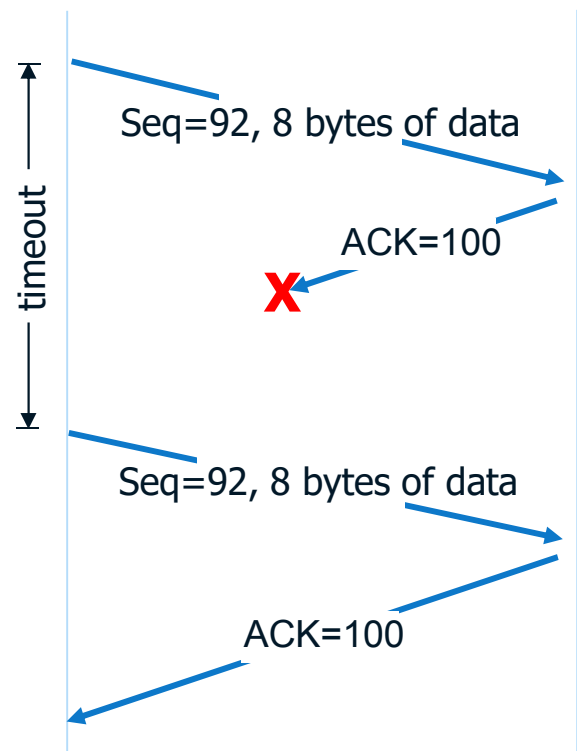 Seq=92, 8 bytes of data
ACK=100
X
timeout
Seq=92, 8 bytes of data
ACK=100